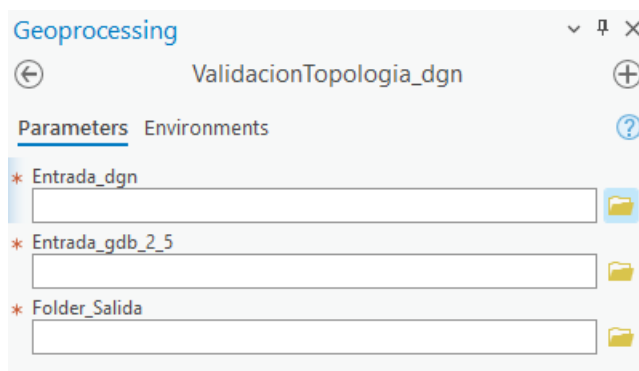 Geoprocessing
ValidacionTopologia_dgn
Parameters Environments
* Entrada_dgn
* Entrada_gdb_2_5
* Folder_Salida